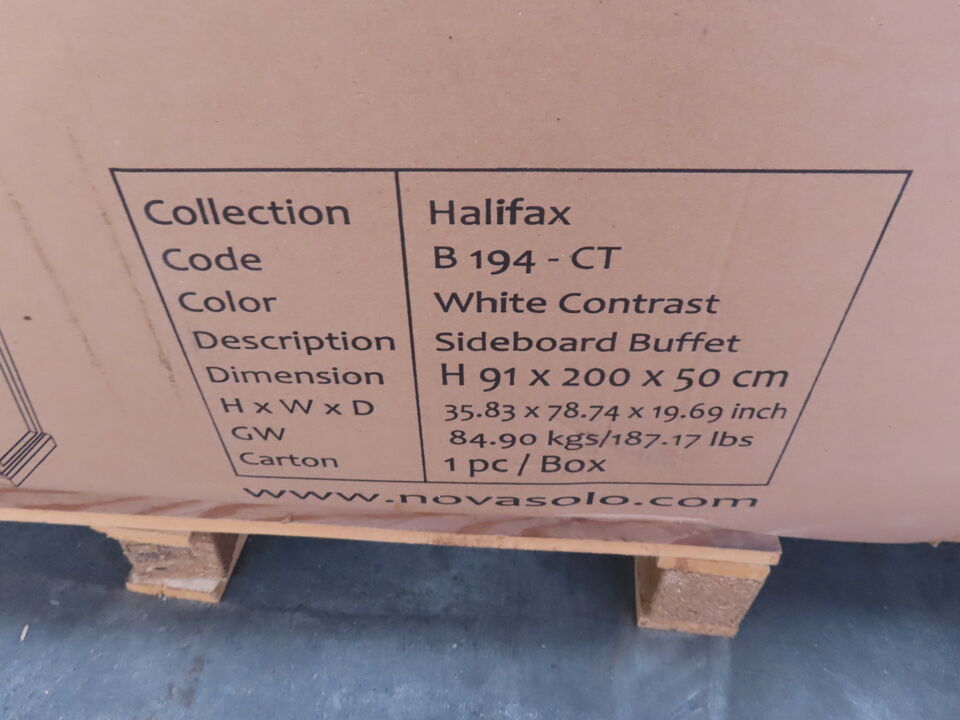 Collection Halifax
Code B 194 - CT
Color White Contrast
Description Sideboard Buffet
Dimension H 91 x 200 x 50 cm
H x W x D 35.83 x 78.74 x 19.69 inch
GW 84.90 kgs/187.17 lbs
Carton 1 pc / Box
www.novasolo.com